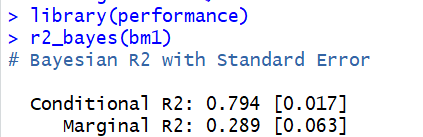 > library(performance)
> r2_bayes(bm1)
# Bayesian R2 with Standard Error
Conditional R2: 0.794 [0.017]
Marginal R2: 0.289 [0.063]